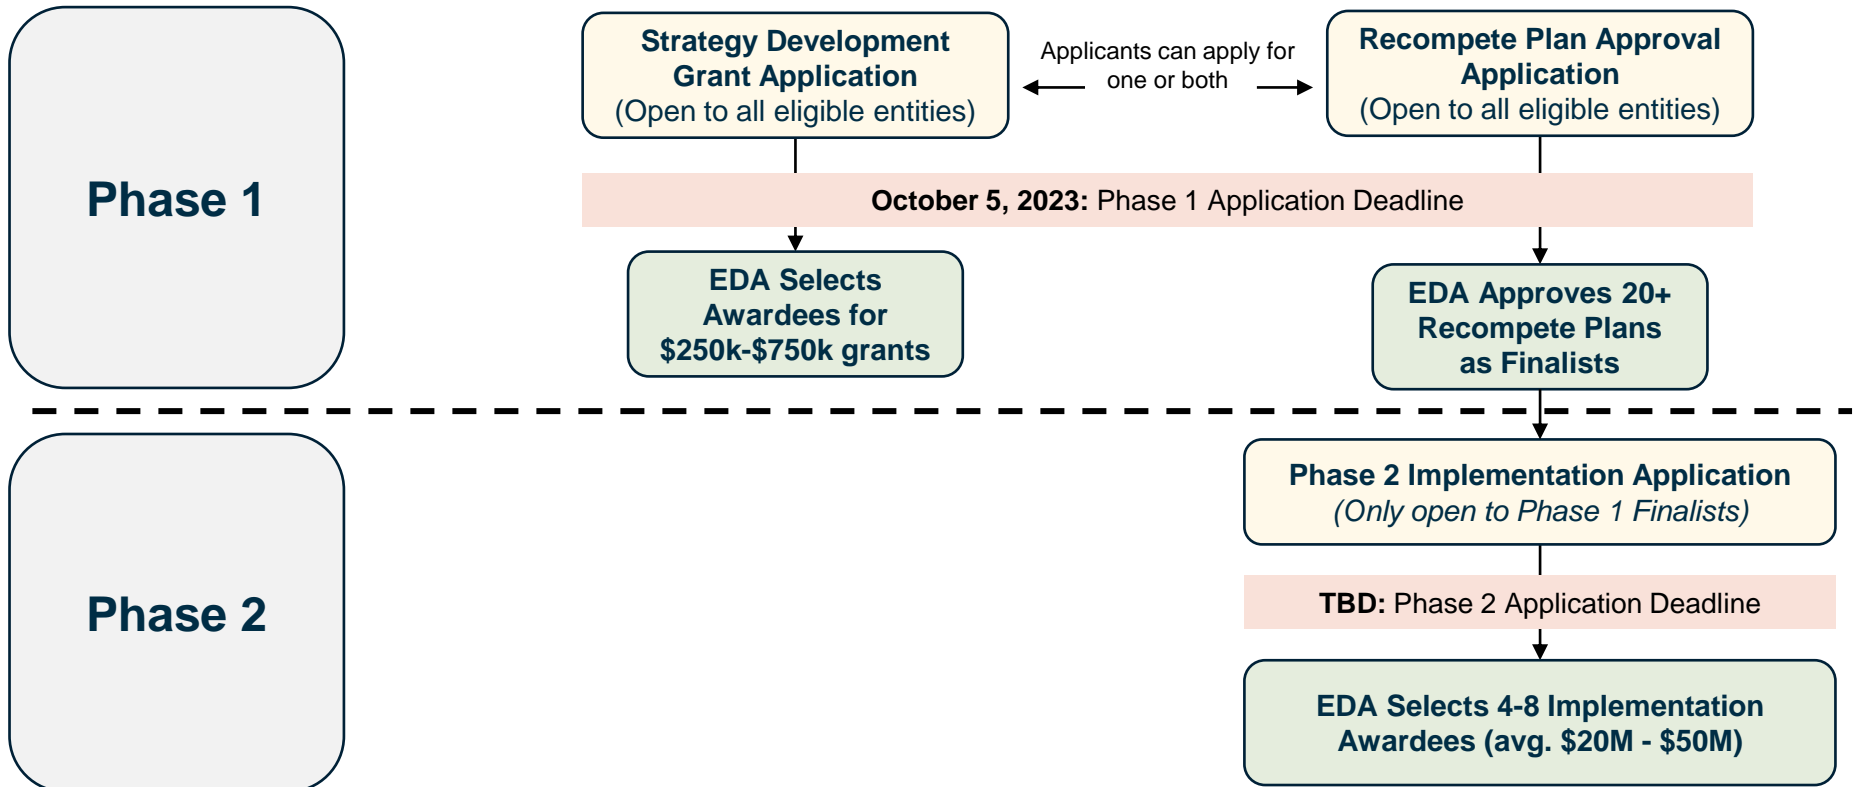 Phase 1
Strategy Development
Grant Application
(Open to all eligible entities)
Applicants can apply for
one or both
Recompete Plan Approval
Application
(Open to all eligible entities)
October 5, 2023: Phase 1 Application Deadline
EDA Selects
Awardees for
$250k-$750k grants
EDA Approves 20+
Recompete Plans
as Finalists
Phase 2
Phase 2 Implementation Application
(Only open to Phase 1 Finalists)
TBD: Phase 2 Application Deadline
EDA Selects 4-8 Implementation
Awardees (avg. $20M - $50M)